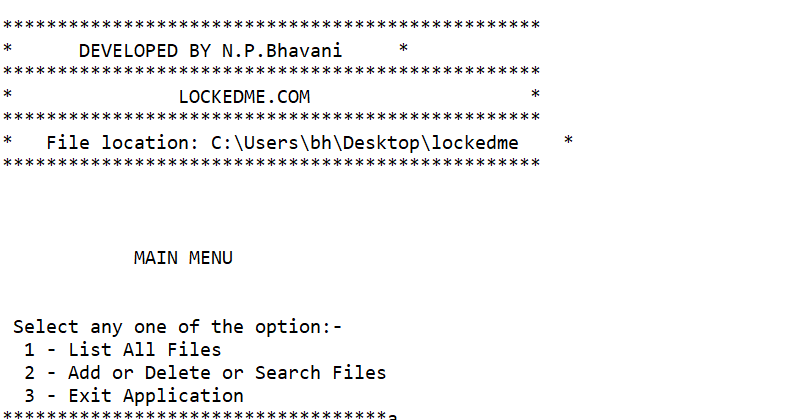 *************************************************
*      DEVELOPED BY N.P.Bhavani     *
*************************************************
*               LOCKEDME.COM                    *
*************************************************
*   File location: C:\Users\bh\Desktop\lockedme    *
*************************************************
MAIN MENU
Select any one of the option:-
1 - List All Files
2 - Add or Delete or Search Files
3 - Exit Application
***********************************a